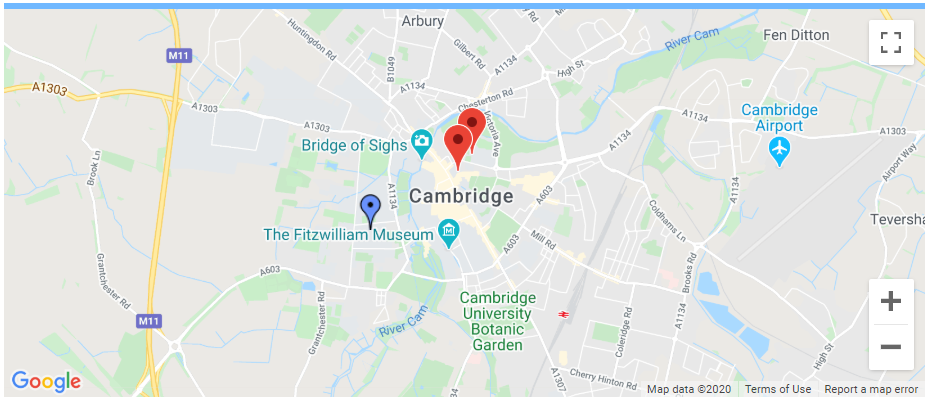 Arbury
Fen Ditton
River Cam
Huntingdon Rd
Gilbert Rd
Milton Rd
M11
B1049
A1134
A1134
High St
A1303
A1134
Chesterton Rd
A1303
Victoria Ave
Cambridge
Airport
A1303
Bridge of Sighs
A1134
A1303
Airport Way
Brook Ln
A1134
Cambridge
A603
A1134
Coldhams Ln
Teversha
The Fitzwilliam Museum
A603
Mill Rd
A603
Grantchester Rd
Brooks Rd
Grantchester Rd
Cambridge
University
Botanic
Garden
River Cam
M11
Coleridge Rd
A1134
High St
Cherry Hinton Rd
A1307
Google
Map data ©2020 Terms of Use Report a map error